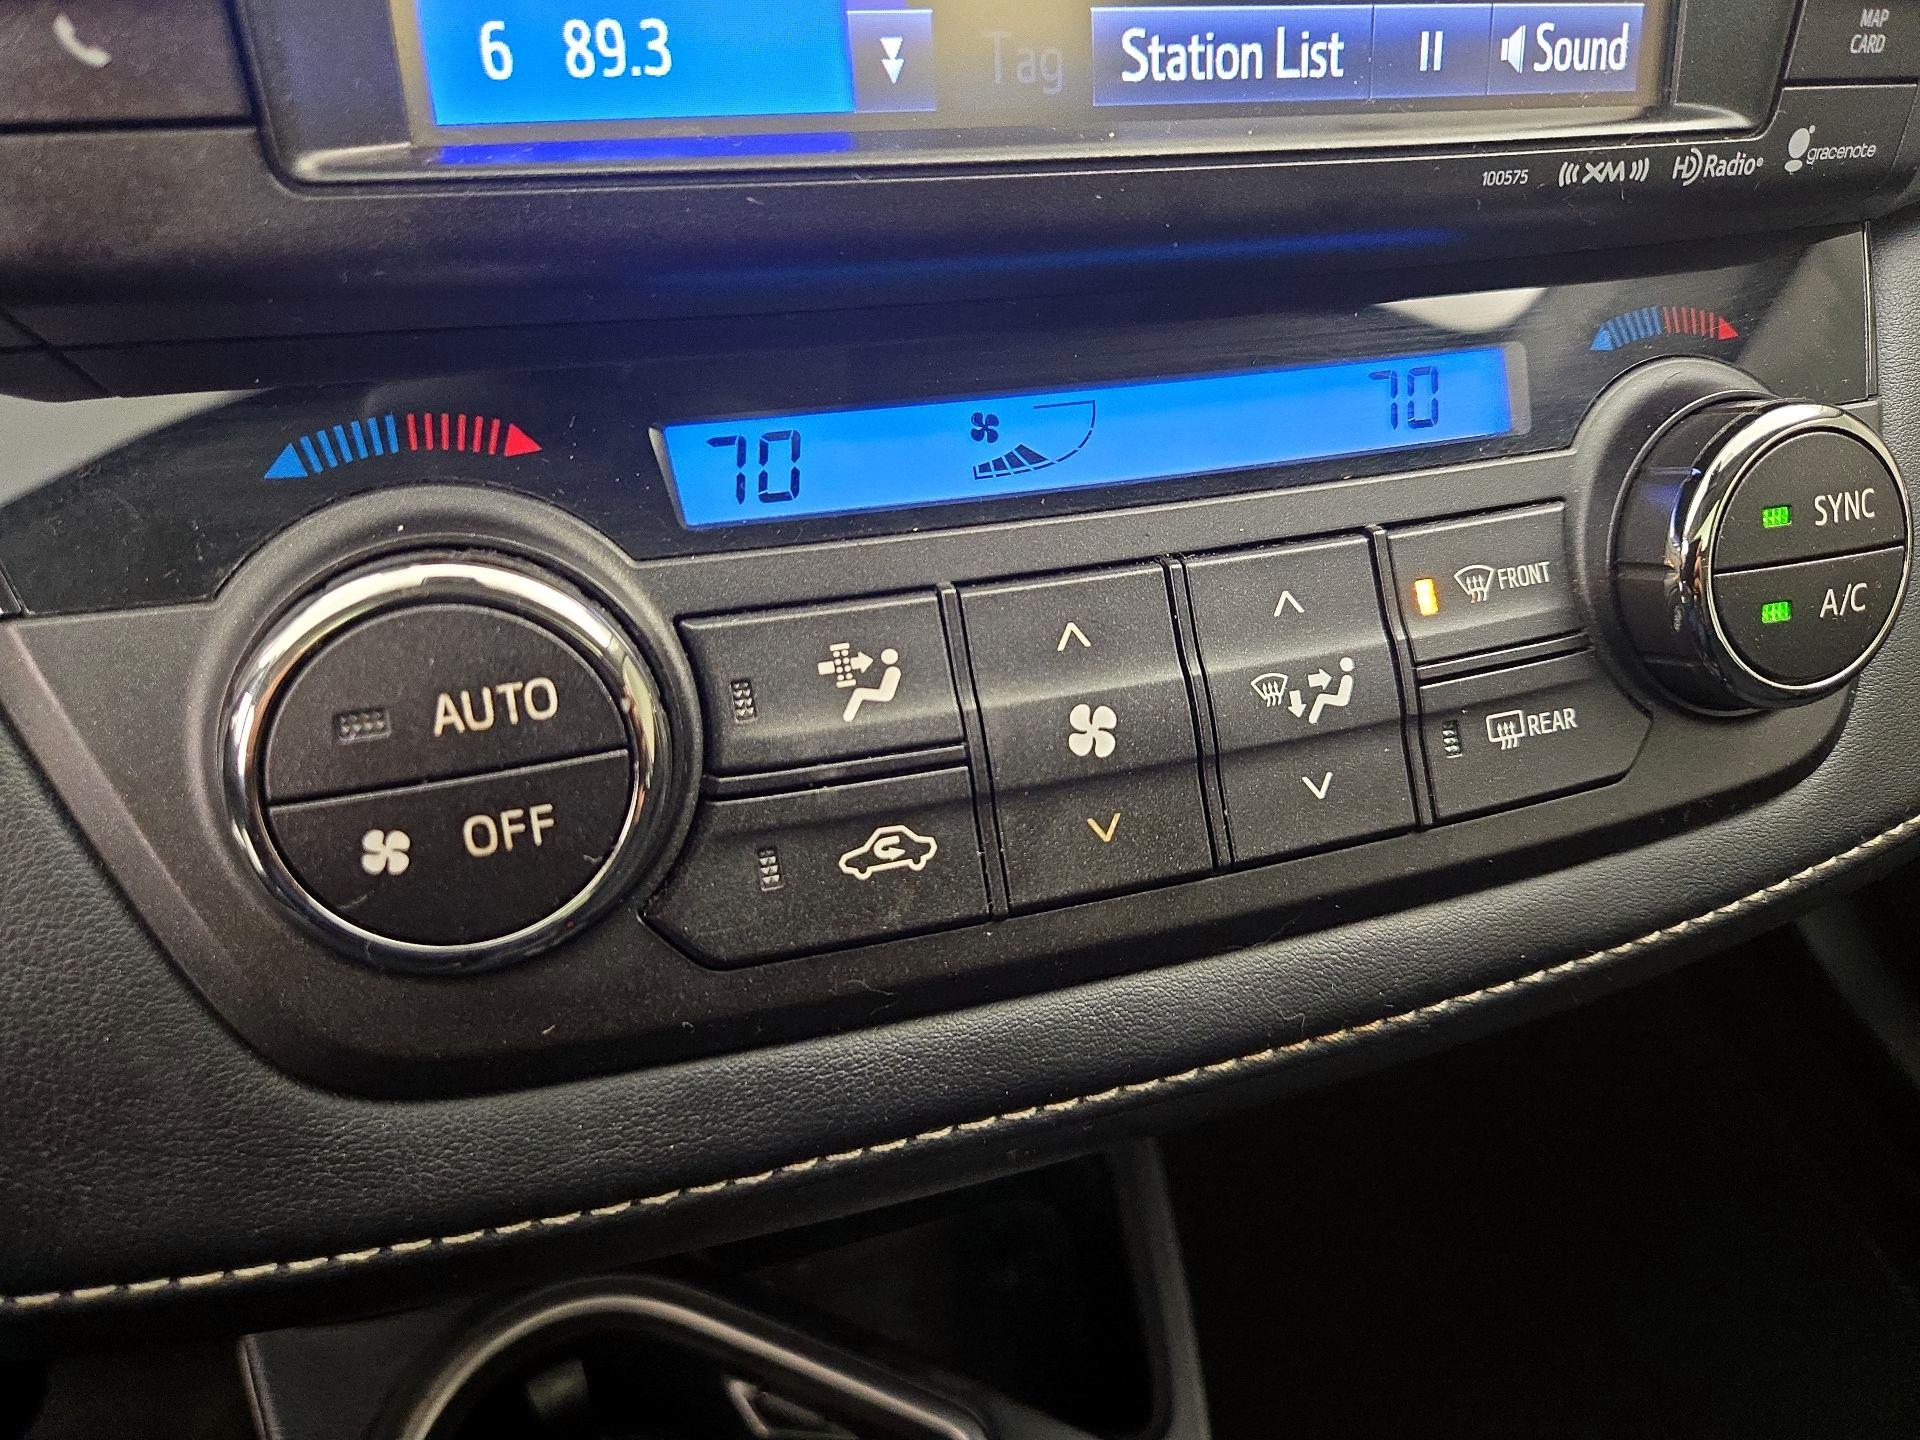 6 89.3
Tag
Station List
Sound
MAP
CARD
100575
XM
HD Radio®
gracenote
70
70
SYNC
A/C
AUTO
OFF
FRONT
REAR